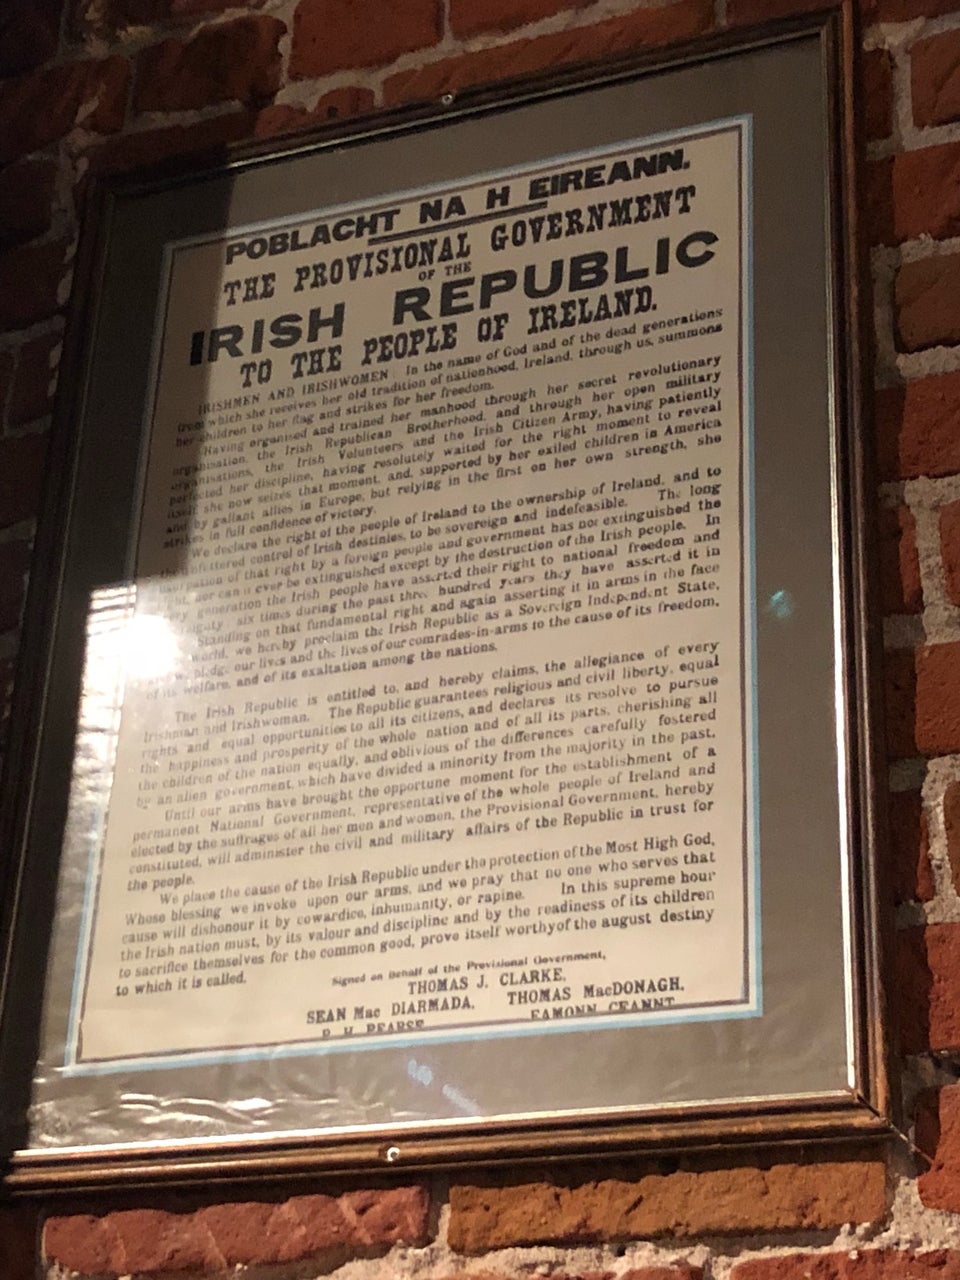 POBLACHT NA H EIREANN.
THE PROVISIONAL GOVERNMENT
OF THE
IRISH REPUBLIC
TO THE PEOPLE OF IRELAND.
IRISHMEN AND IRISHWOMEN: In the name of God and of the dead generations
from which she receives her old tradition of nationhood, Ireland, through us, summons
her children to her flag and strikes for her freedom.
Having organised and trained her manhood through her secret revolutionary
organisation, the Irish Republican Brotherhood, and through her open military
organisations, the Irish Volunteers and the Irish Citizen Army, having patiently
perfected her discipline, having resolutely waited for the right moment to reveal
itself, she now seizes that moment, and, supported by her exiled children in America
and by gallant allies in Europe, but relying in the first on her own strength, she
strikes in full confidence of victory.
We declare the right of the people of Ireland to the ownership of Ireland, and to
the unfettered control of Irish destinies, to be sovereign and indefeasible. The long
usurpation of that right by a foreign people and government has not extinguished the
right, nor can it ever be extinguished except by the destruction of the Irish people. In
generation the Irish people have asserted their right to national freedom and
six times during the past three hundred years they have asserted it in
Standing on that fundamental right and again asserting it in arms in the face
world, we hereby proclaim the Irish Republic as a Sovereign Independent State,
and we pledge our lives and the lives of our comrades-in-arms to the cause of its freedom,
of its welfare, and of its exaltation among the nations.
The Irish Republic is entitled to, and hereby claims, the allegiance of every
Irishman and Irishwoman. The Republic guarantees religious and civil liberty, equal
rights and equal opportunities to all its citizens, and declares its resolve to pursue
the happiness and prosperity of the whole nation and of all its parts, cherishing all
the children of the nation equally, and oblivious of the differences carefully fostered
by an alien government, which have divided a minority from the majority in the past.
Until our arms have brought the opportune moment for the establishment of a
permanent National Government, representative of the whole people of Ireland and
elected by the suffrages of all her men and women, the Provisional Government, hereby
constituted, will administer the civil and military affairs of the Republic in trust for
the people.
We place the cause of the Irish Republic under the protection of the Most High God,
Whose blessing we invoke upon our arms, and we pray that no one who serves that
cause will dishonour it by cowardice, inhumanity, or rapine. In this supreme hour
the Irish nation must, by its valour and discipline and by the readiness of its children
to sacrifice themselves for the common good, prove itself worthy of the august destiny
to which it is called.
Signed on Behalf of the Provisional Government,
THOMAS J. CLARKE,
SEAN Mac DIARMADA, THOMAS MacDONAGH,
P. H. PEARSE, EAMONN CEANNT,